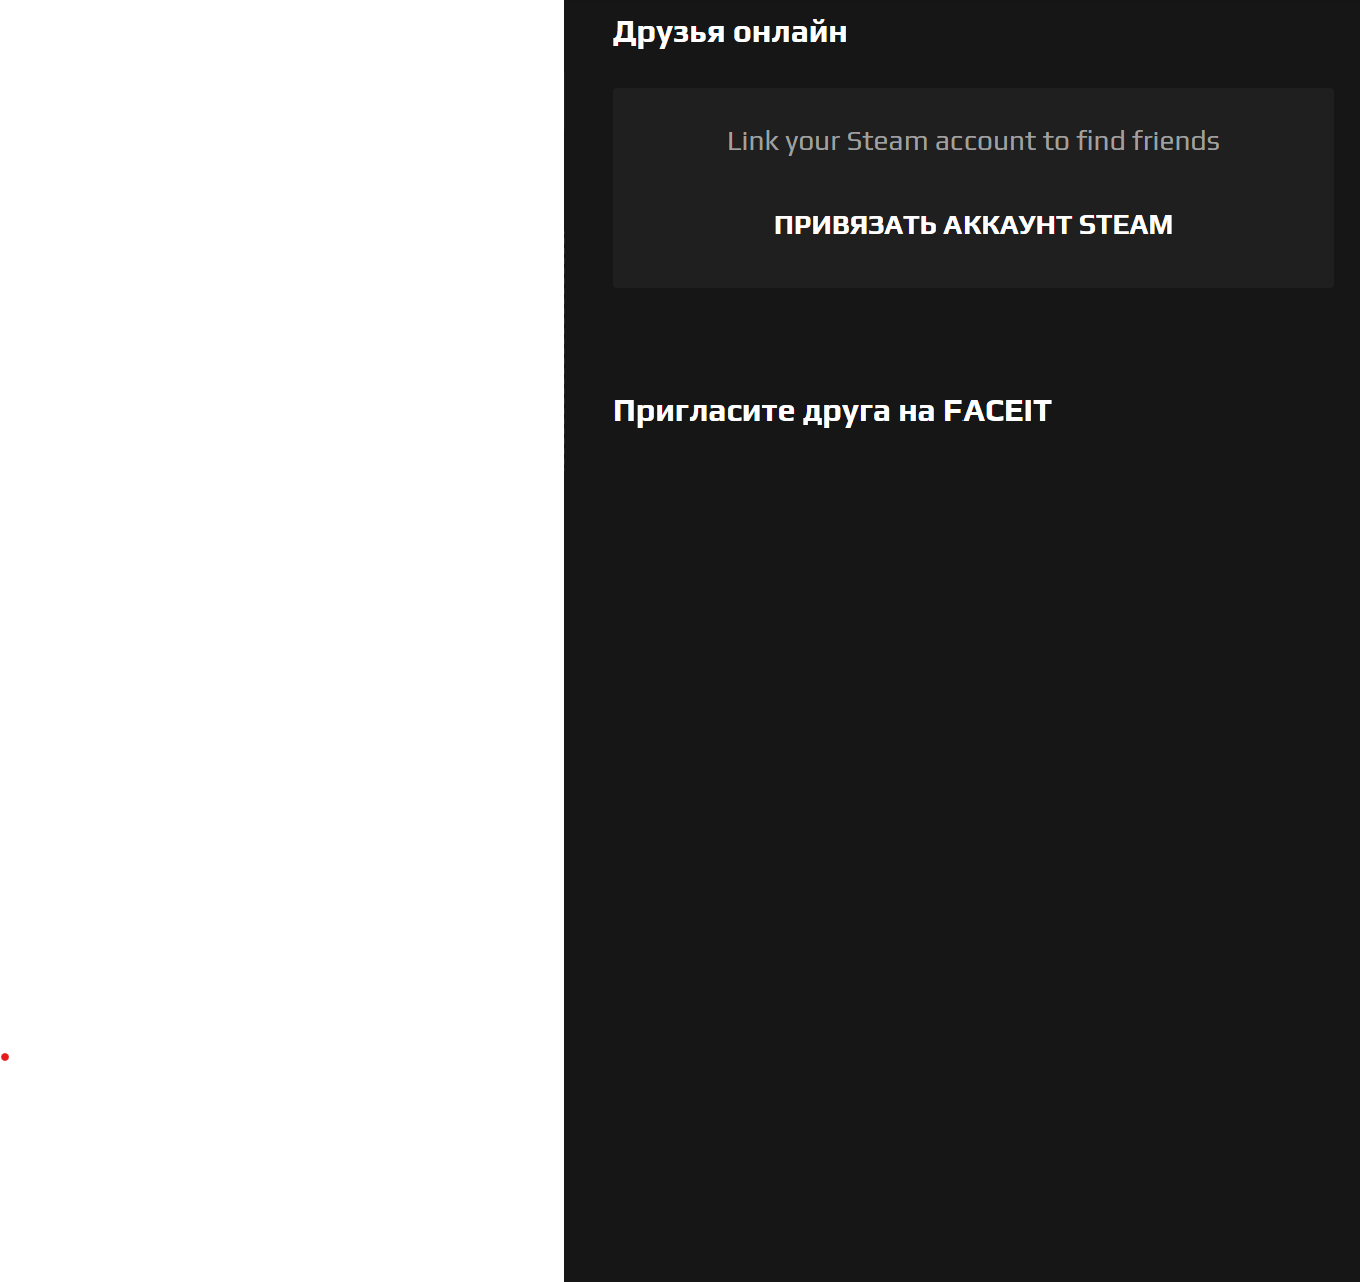 Друзья онлайн
Link your Steam account to find friends
ПРИВЯЗАТЬ АККАУНТ STEAM
Пригласите друга на FACEIT